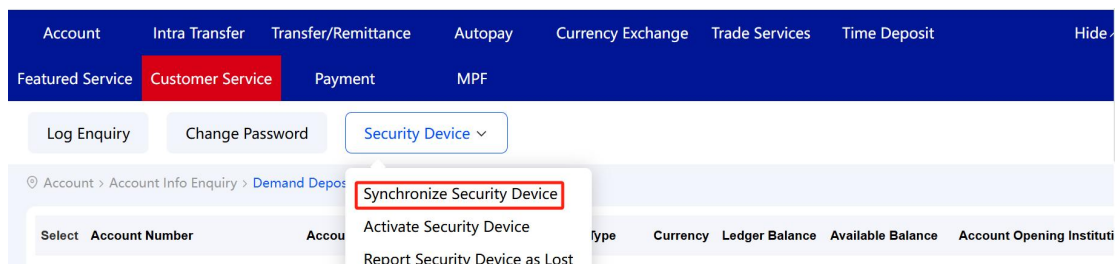 Account Intra Transfer Transfer/Remittance Autopay Currency Exchange Trade Services Time Deposit Hide
Featured Service Customer Service Payment MPF
Log Enquiry Change Password Security Device
Account > Account Info Enquiry > Demand Depos
Synchronize Security Device
Activate Security Device
Report Security Device as Lost
Select Account Number Accou Type Currency Ledger Balance Available Balance Account Opening Instituti